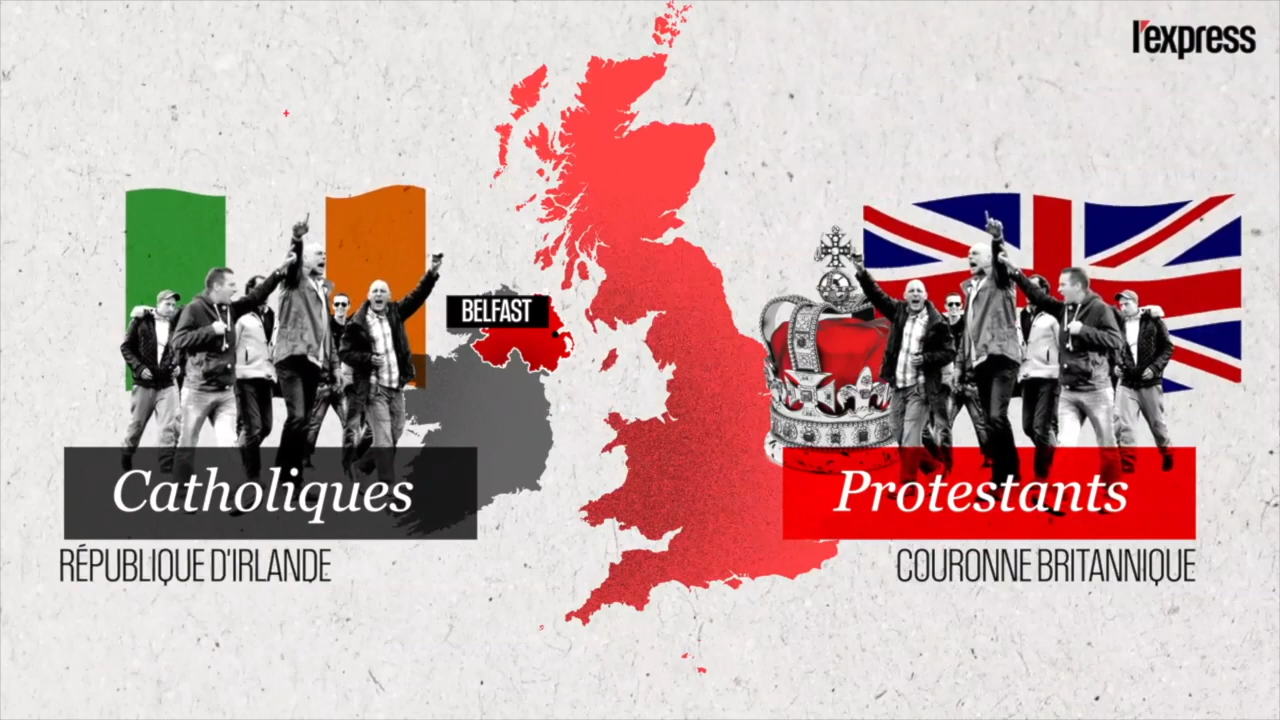 l'express
BELFAST
Catholiques
RÉPUBLIQUE D'IRLANDE
Protestants
COURONNE BRITANNIQUE